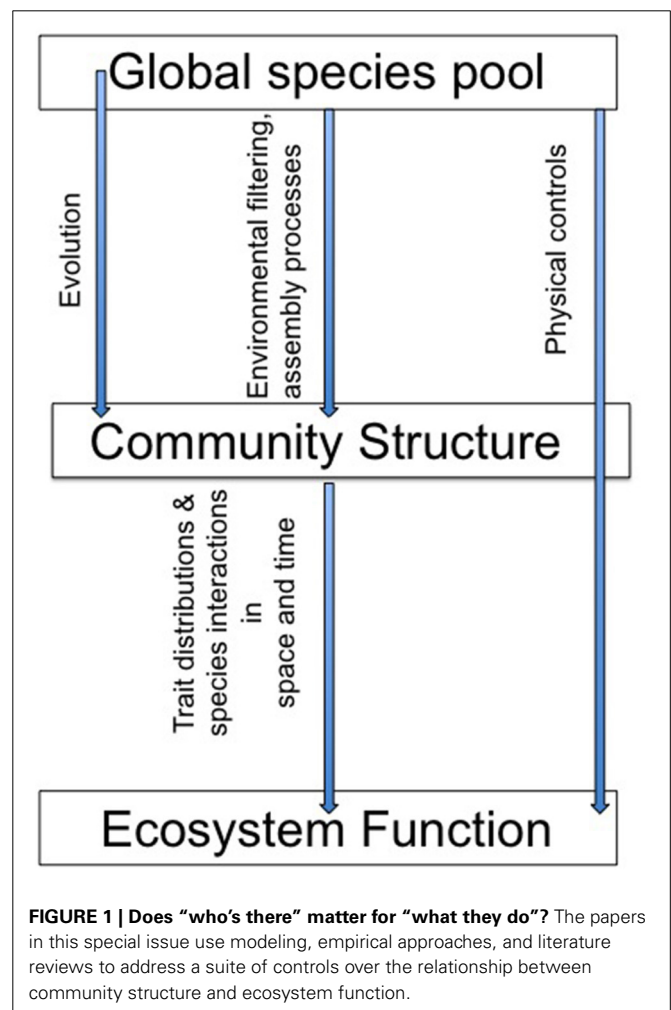 Global species pool
Evolution
Environmental filtering,
assembly processes
Physical controls
Community Structure
Trait distributions &
species interactions
in
space and time
Ecosystem Function
FIGURE 1 | Does “who’s there” matter for “what they do”? The papers
in this special issue use modeling, empirical approaches, and literature
reviews to address a suite of controls over the relationship between
community structure and ecosystem function.